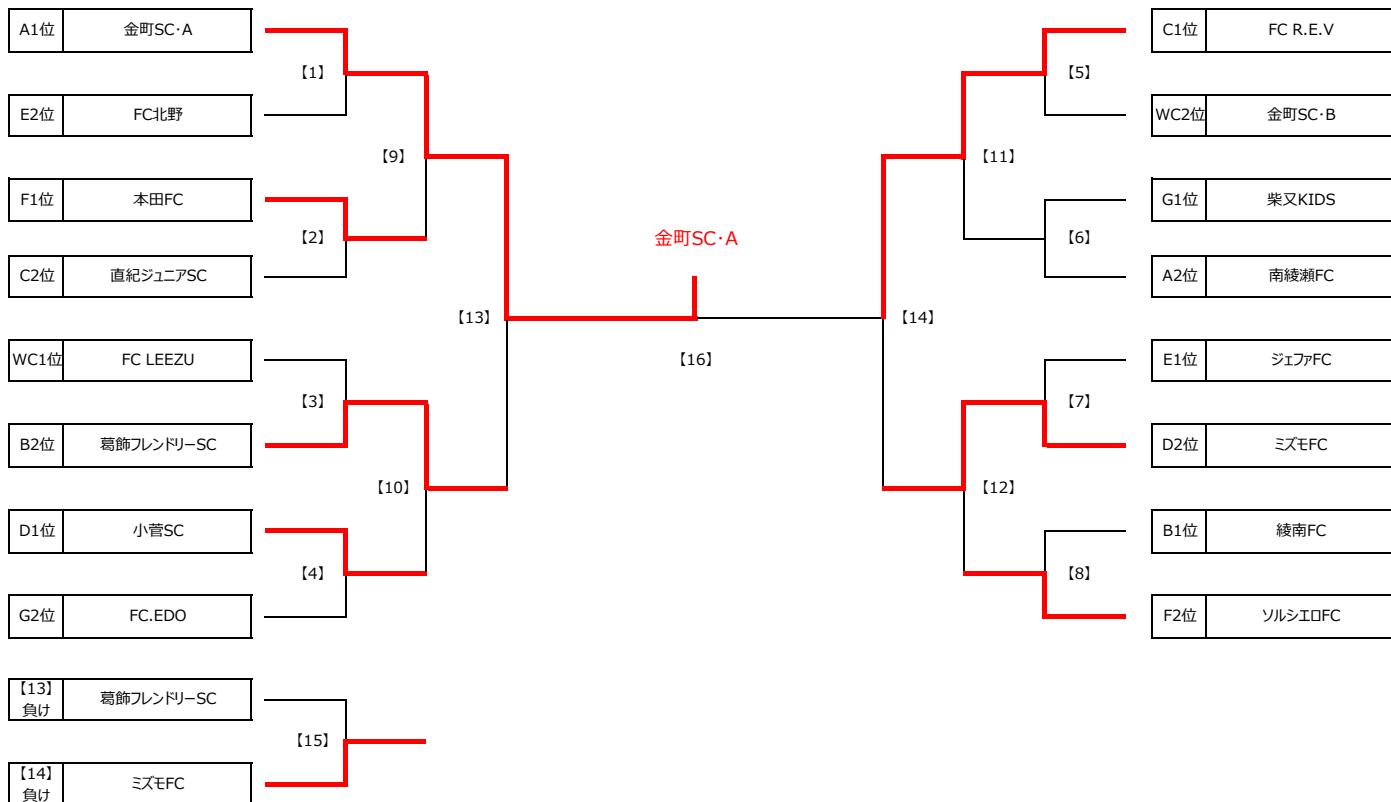 A1位 金町SC・A
【1】
E2位 FC北野
【9】
F1位 本田FC
【2】
C2位 直紀ジュニアSC
【13】
WC1位 FC LEEZU
【3】
B2位 葛飾フレンドリーSC
【10】
D1位 小菅SC
【4】
G2位 FC.EDO
【13】
負け
葛飾フレンドリーSC
【15】
【14】
負け
ミズモFC
金町SC・A
【16】
C1位 FC R.E.V
【5】
WC2位 金町SC・B
【11】
G1位 柴又KIDS
【6】
A2位 南綾瀬FC
【14】
E1位 ジェファFC
【7】
D2位 ミズモFC
【12】
B1位 綾南FC
【8】
F2位 ソルシエロFC